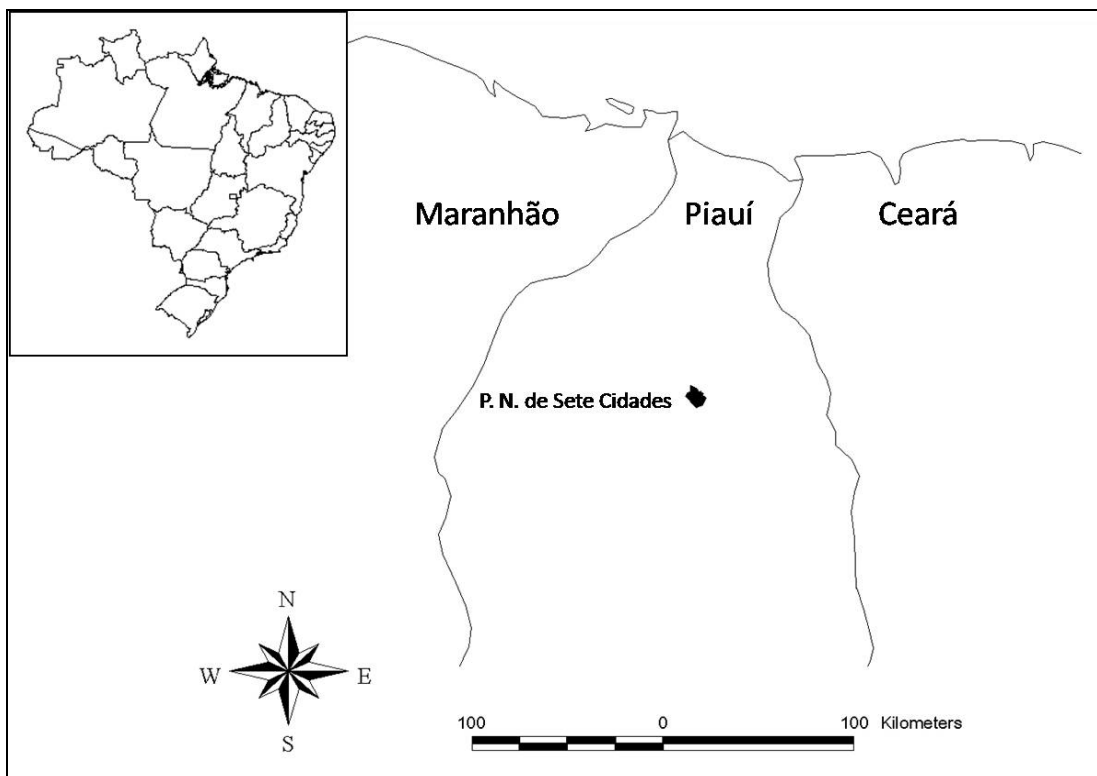 Maranhão Piauí Ceará
P. N. de Sete Cidades
N
W E
S
100 0 100 Kilometers